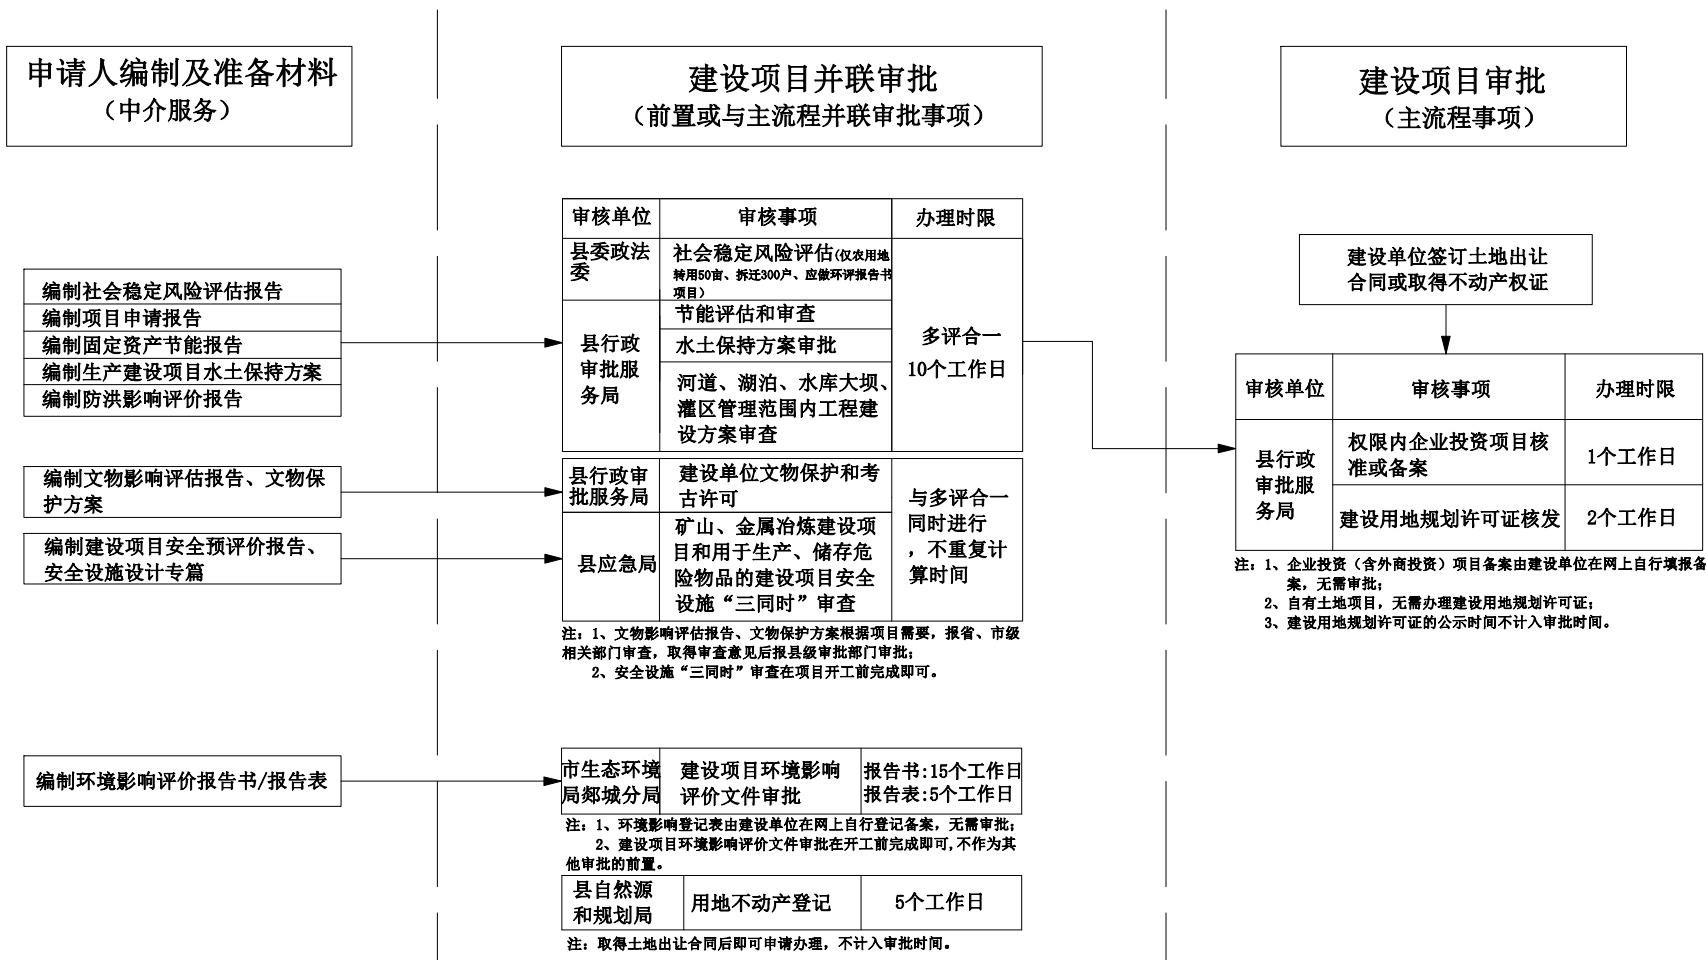 申请人编制及准备材料
（中介服务）
建设项目并联审批
（前置或与主流程并联审批事项）
建设项目审批
（主流程事项）
编制社会稳定风险评估报告
编制项目申请报告
编制固定资产节能报告
编制生产建设项目水土保持方案
编制防洪影响评价报告
编制文物影响评估报告、文物保
护方案
编制建设项目安全预评价报告、
安全设施设计专篇
编制环境影响评价报告书/报告表
审核单位
审核事项
办理时限
县委政法
委
社会稳定风险评估(仅农用地
转用50亩、拆迁300户、应做环评报告书
项目)
县行政
审批服
务局
节能评估和审查
水土保持方案审批
河道、湖泊、水库大坝、
灌区管理范围内工程建
设方案审查
多评合一
10个工作日
县行政审
批服务局
建设单位文物保护和考
古许可
县应急局
矿山、金属冶炼建设项
目和用于生产、储存危
险物品的建设项目安全
设施“三同时”审查
与多评合一
同时进行
，不重复计
算时间
注：1、文物影响评估报告、文物保护方案根据项目需要，报省、市级
相关部门审查，取得审查意见后报县级审批部门审批；
2、安全设施“三同时”审查在项目开工前完成即可。
市生态环境
局郯城分局
建设项目环境影响
评价文件审批
报告书:15个工作日
报告表:5个工作日
注：1、环境影响登记表由建设单位在网上自行登记备案，无需审批；
2、建设项目环境影响评价文件审批在开工前完成即可,不作为其
他审批的前置。
县自然源
和规划局
用地不动产登记
5个工作日
注：取得土地出让合同后即可申请办理，不计入审批时间。
建设单位签订土地出让
合同或取得不动产权证
审核单位
审核事项
办理时限
县行政
审批服
务局
权限内企业投资项目核
准或备案
1个工作日
建设用地规划许可证核发
2个工作日
注：1、企业投资（含外商投资）项目备案由建设单位在网上自行填报备
案，无需审批；
2、自有土地项目，无需办理建设用地规划许可证；
3、建设用地规划许可证的公示时间不计入审批时间。